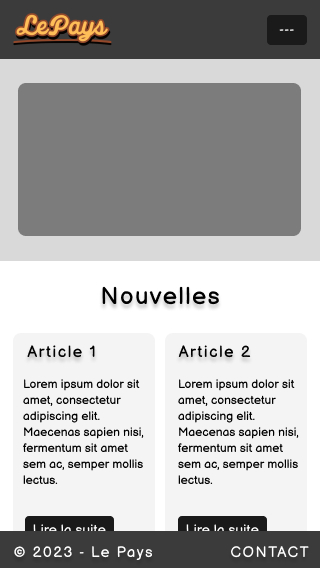 LePays
---
Nouvelles
Article 1
Lorem ipsum dolor sit
amet, consectetur
adipiscing elit.
Maecenas sapien nisi,
fermentum sit amet
sem ac, semper mollis
lectus.
Lire la suite
Article 2
Lorem ipsum dolor sit
amet, consectetur
adipiscing elit.
Maecenas sapien nisi,
fermentum sit amet
sem ac, semper mollis
lectus.
Lire la suite
© 2023 - Le Pays
CONTACT